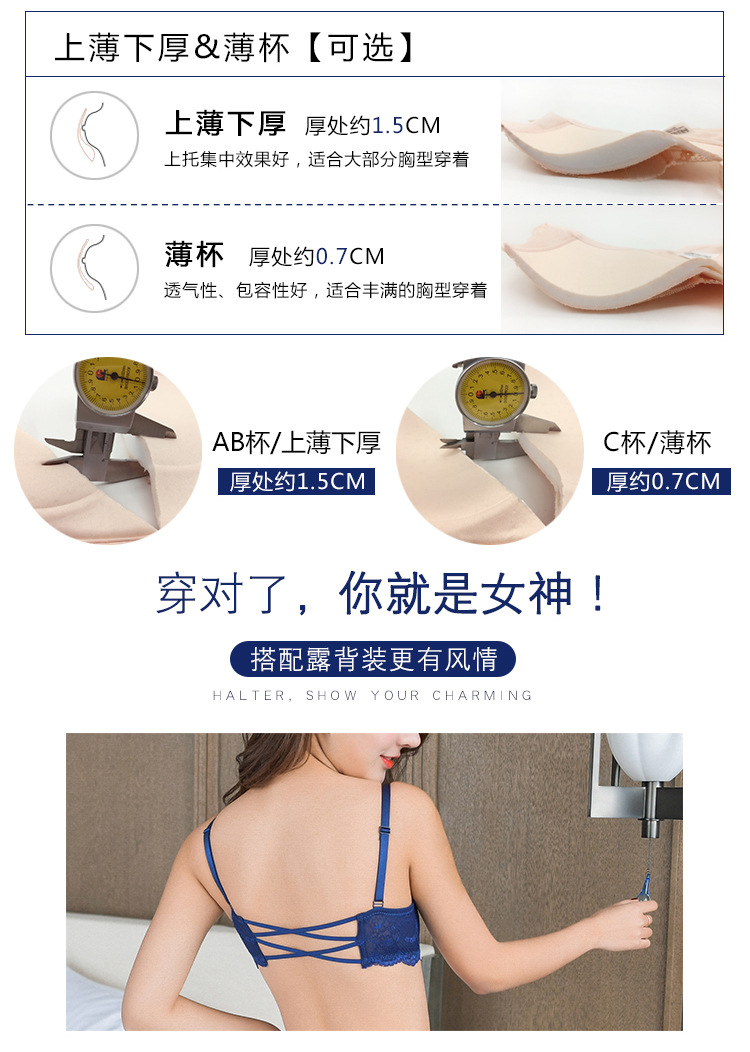 上薄下厚&薄杯【可选】
上薄下厚 厚处约1.5CM
上托集中效果好，适合大部分胸型穿着
薄杯 厚处约0.7CM
透气性、包容性好，适合丰满的胸型穿着
AB杯/上薄下厚
厚处约1.5CM
C杯/薄杯
厚约0.7CM
穿对了，你就是女神！
搭配露背装更有风情
HALTER, SHOW YOUR CHARMING